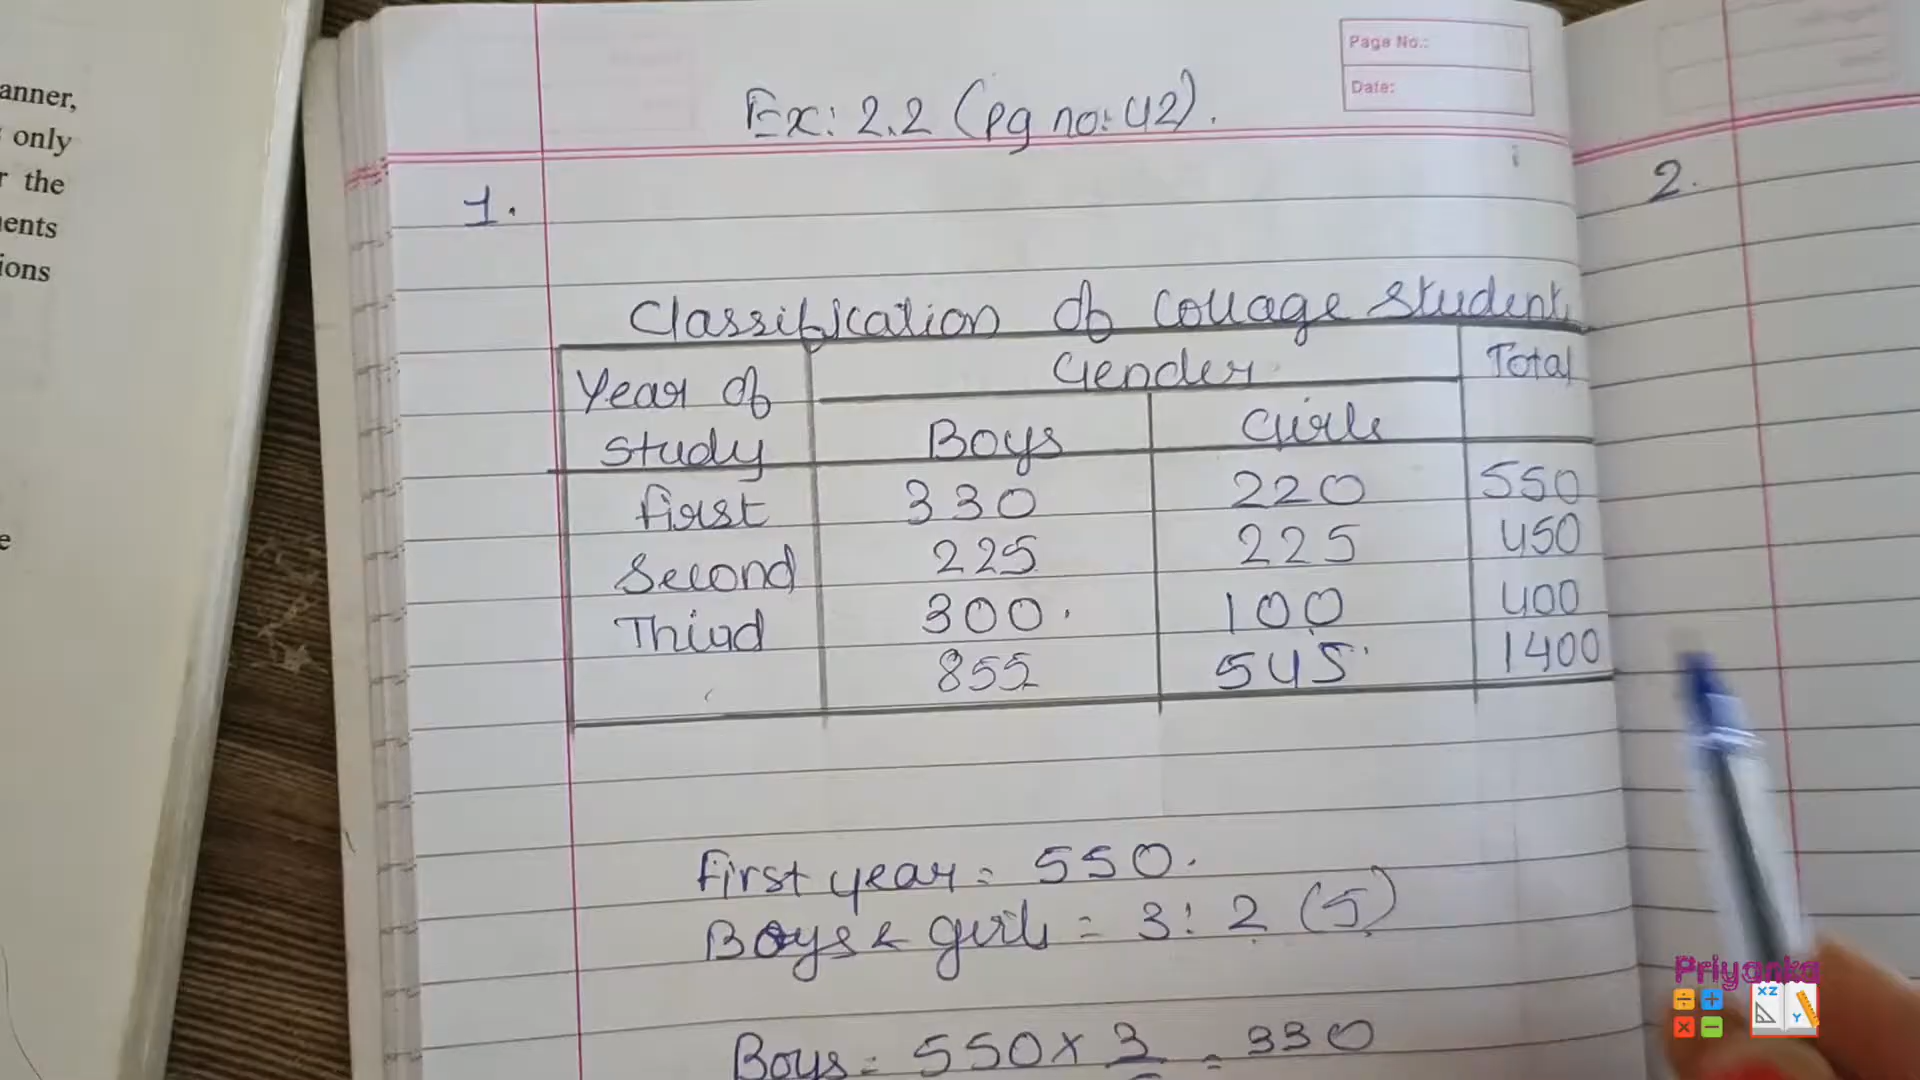 anner,
only
r the
ents
ions
e
Page No.:
Date:
Ex: 2.2 (Pg no: 42).
1.
2.
Classification of collage student
Year of study Gender Total
Boys Girls
first 330 220 550
Second 225 225 450
Third 300 100 400
855 545 1400
first year = 550.
Boys & girls = 3:2 (5)
Boys = 550 x 3 = 330
Priyanka